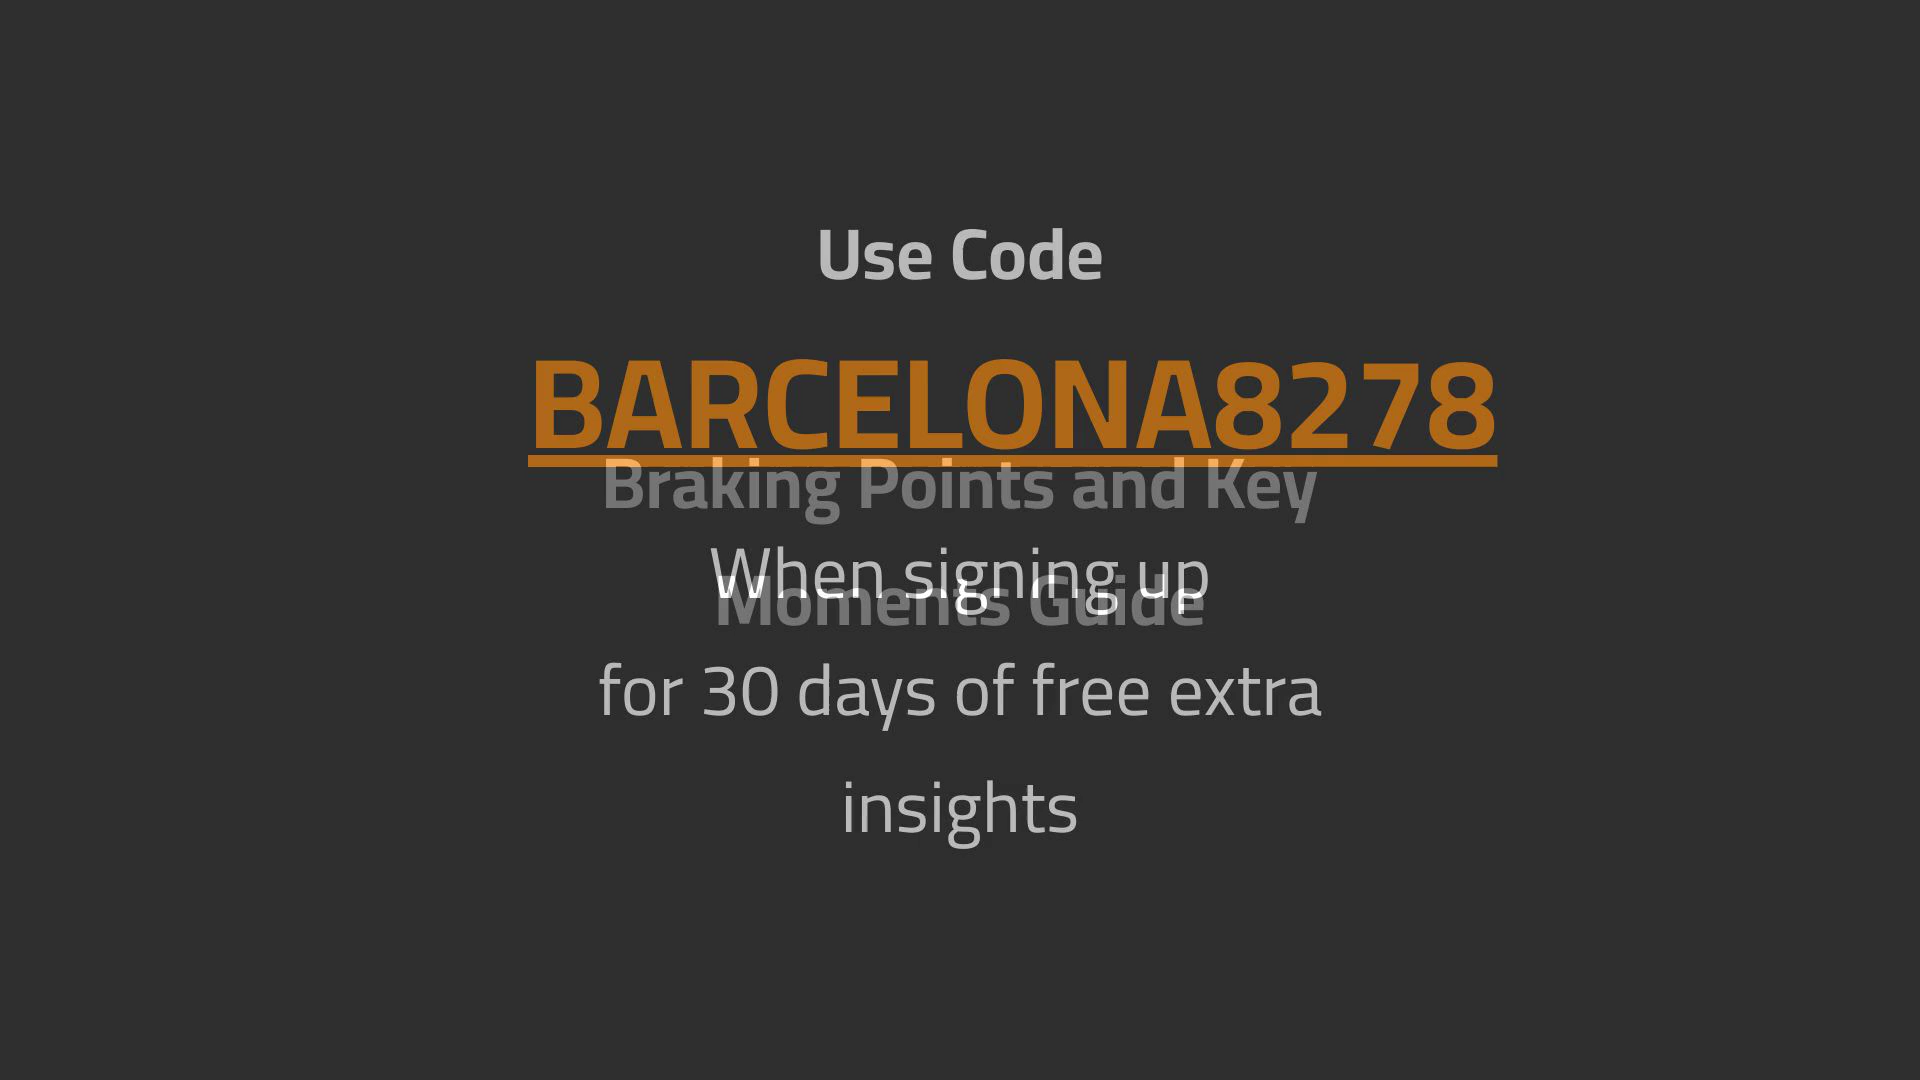 Use Code
BARCELONA8278
Braking Points and Key
When signing up
Moments Guide
for 30 days of free extra
insights